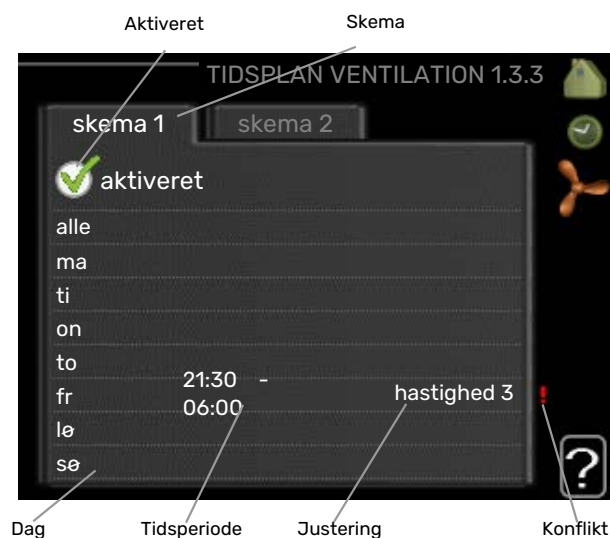 Aktiveret
Skema
TIDSPLAN VENTILATION 1.3.3
skema 1
skema 2
aktiveret
alle
ma
ti
on
to
fr
21:30 -
06:00
hastighed 3
!
lø
sø
?
Dag
Tidsperiode
Justering
Konflikt